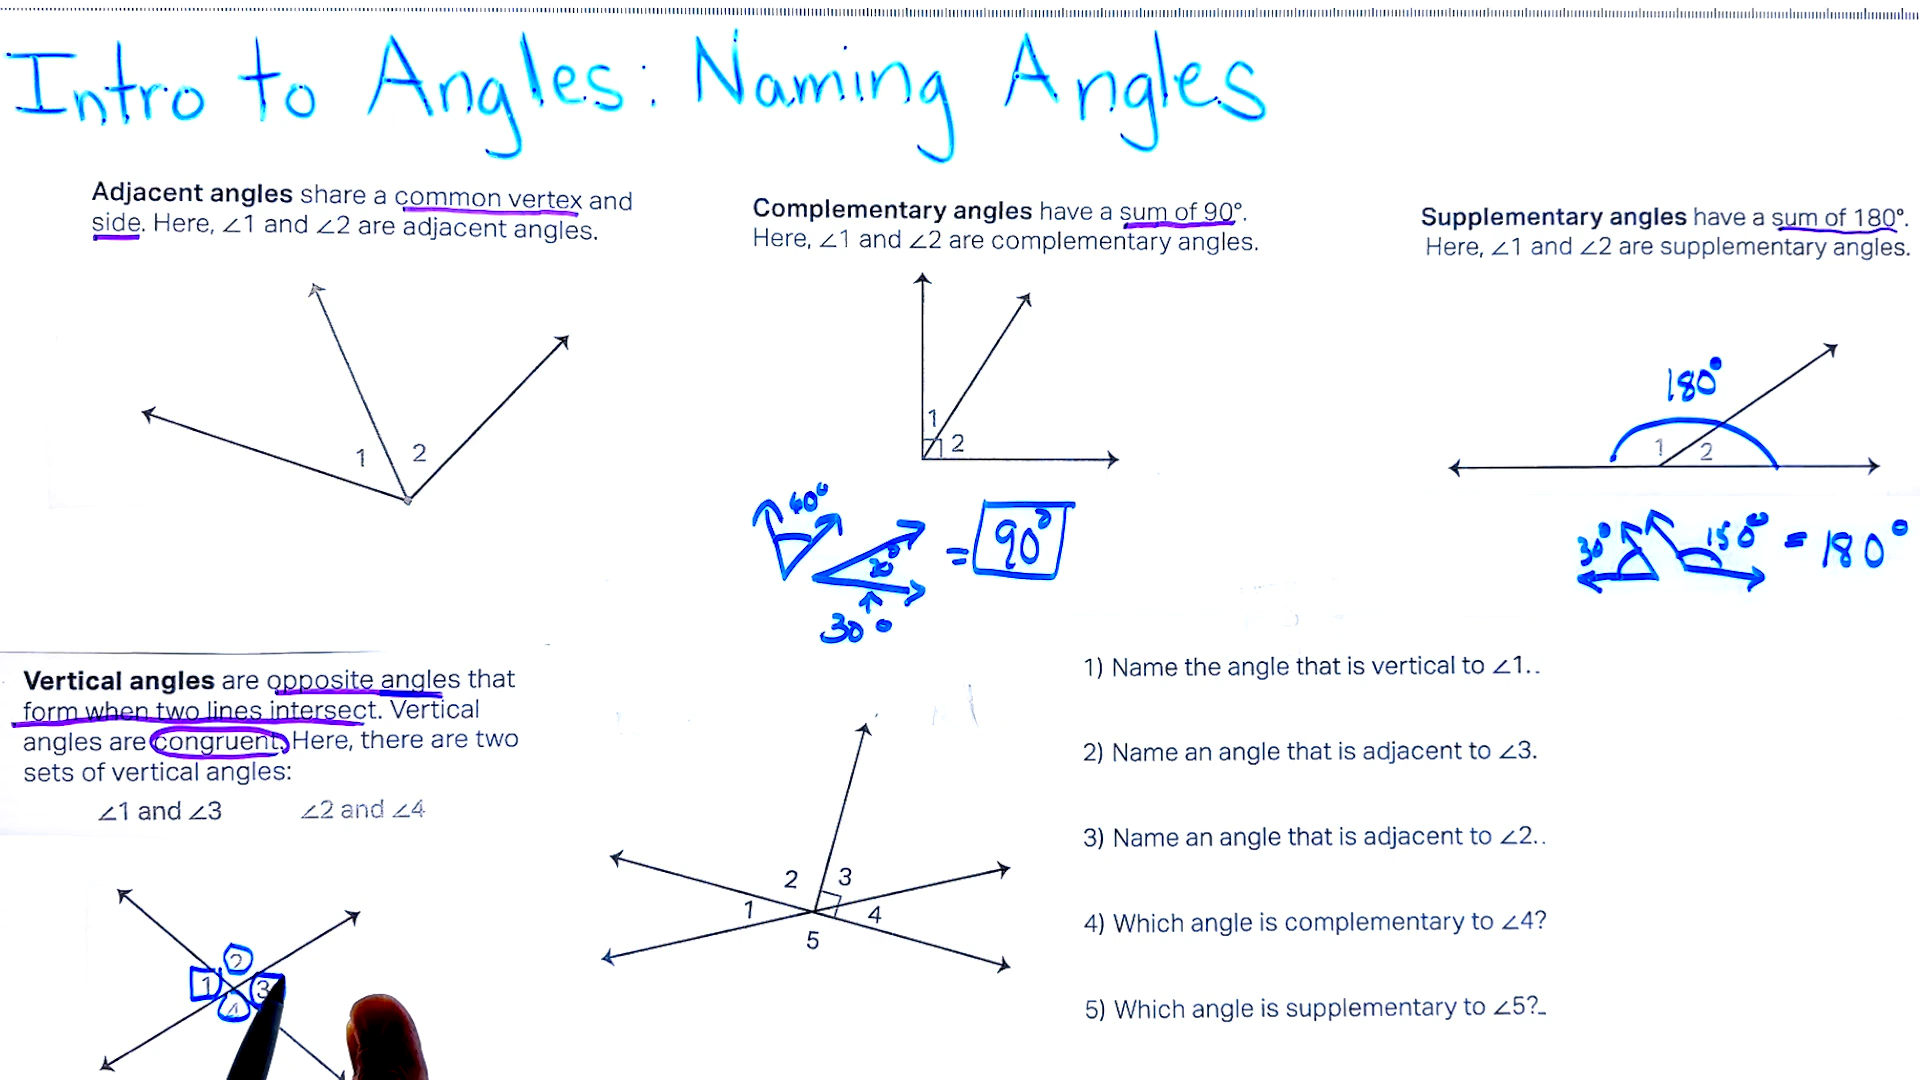 Intro to Angles: Naming Angles
Adjacent angles share a common vertex and
side. Here, ∠1 and ∠2 are adjacent angles.
1 2
Complementary angles have a sum of 90°.
Here, ∠1 and ∠2 are complementary angles.
1
2
60°
30°
= 90°
30°
Supplementary angles have a sum of 180°.
Here, ∠1 and ∠2 are supplementary angles.
180°
1 2
30° 150° = 180°
Vertical angles are opposite angles that
form when two lines intersect. Vertical
angles are congruent. Here, there are two
sets of vertical angles:
∠1 and ∠3 ∠2 and ∠4
2
1 3
4
2 3
1 4
5
1) Name the angle that is vertical to ∠1..
2) Name an angle that is adjacent to ∠3.
3) Name an angle that is adjacent to ∠2..
4) Which angle is complementary to ∠4?
5) Which angle is supplementary to ∠5?_